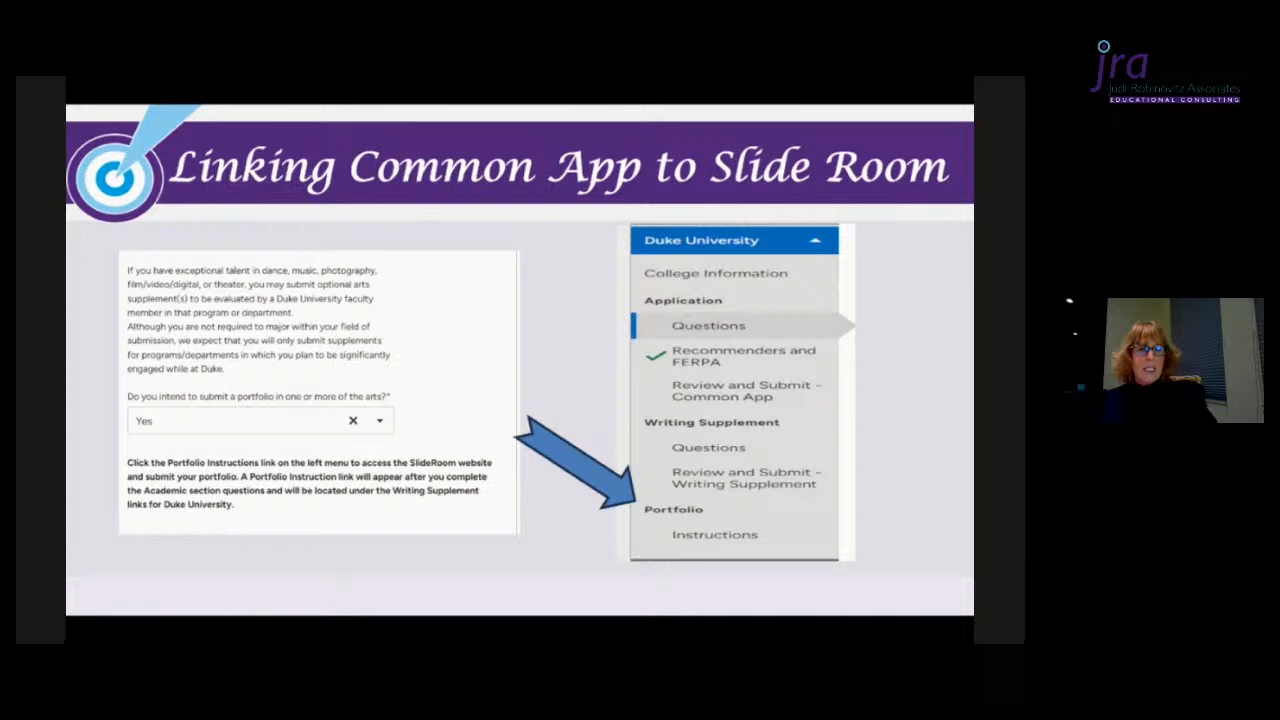 jra
Judi Robinovitz Associates
EDUCATIONAL CONSULTING
Linking Common App to Slide Room
If you have exceptional talent in dance, music, photography,
film/video/digital, or theater, you may submit optional arts
supplement(s) to be evaluated by a Duke University faculty
member in that program or department.
Although you are not required to major within your field of
submission, we expect that you will only submit supplements
for programs/departments in which you plan to be significantly
engaged while at Duke.
Do you intend to submit a portfolio in one or more of the arts?*
Yes
Click the Portfolio Instructions link on the left menu to access the SlideRoom website
and submit your portfolio. A Portfolio Instruction link will appear after you complete
the Academic section questions and will be located under the Writing Supplement
links for Duke University.
Duke University
College Information
Application
Questions
Recommenders and
FERPA
Review and Submit -
Common App
Writing Supplement
Questions
Review and Submit -
Writing Supplement
Portfolio
Instructions